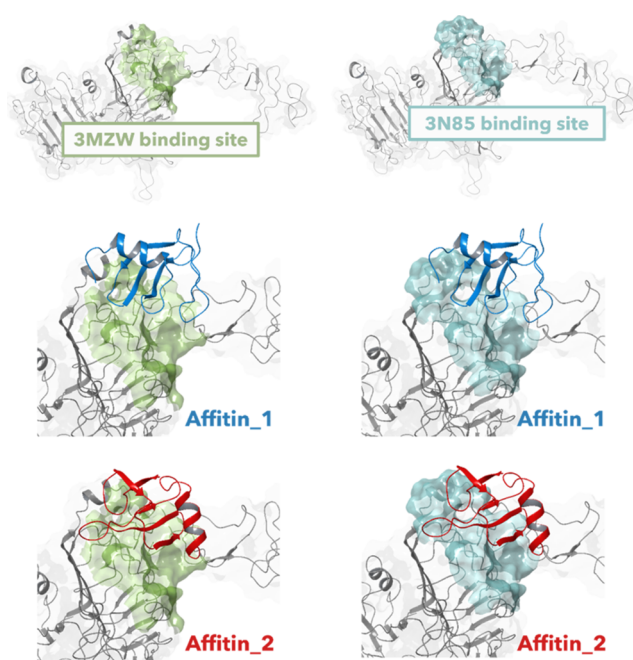 3MZW binding site
3N85 binding site
Affitin_1
Affitin_1
Affitin_2
Affitin_2